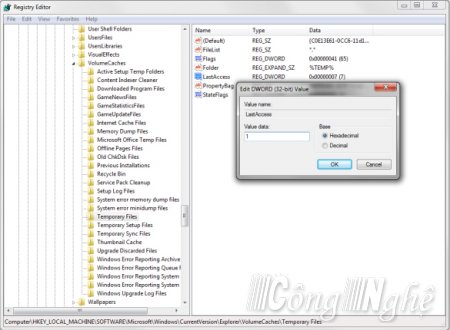 Registry Editor
File Edit View Favorites Help
User Shell Folders
UsersFiles
UsersLibraries
VisualEffects
VolumeCaches
Active Setup Temp Folders
Content Indexer Cleaner
Downloaded Program Files
GameNewsFiles
GameStatisticsFiles
GameUpdateFiles
Internet Cache Files
Memory Dump Files
Microsoft Office Temp Files
Offline Pages Files
Old ChkDsk Files
Previous Installations
Recycle Bin
Service Pack Cleanup
Setup Log Files
System error memory dump files
System error minidump files
Temporary Files
Temporary Setup Files
Temporary Sync Files
Thumbnail Cache
Upgrade Discarded Files
Windows Error Reporting Archive
Windows Error Reporting Queue F
Windows Error Reporting System
Windows Error Reporting System
Windows Upgrade Log Files
Wallpapers
Name Type Data
(Default) REG_SZ {C0E13E61-0CC6-11d1...
FileList REG_SZ *.*
Flags REG_DWORD 0x00000041 (65)
Folder REG_EXPAND_SZ %TEMP%
LastAccess REG_DWORD 0x00000007 (7)
PropertyBag
StateFlags
Edit DWORD (32-bit) Value
Value name:
LastAccess
Value data:
1
Base
Hexadecimal
Decimal
OK Cancel
Công Nghệ
Computer\HKEY_LOCAL_MACHINE\SOFTWARE\Microsoft\Windows\CurrentVersion\Explorer\VolumeCaches\Temporary Files